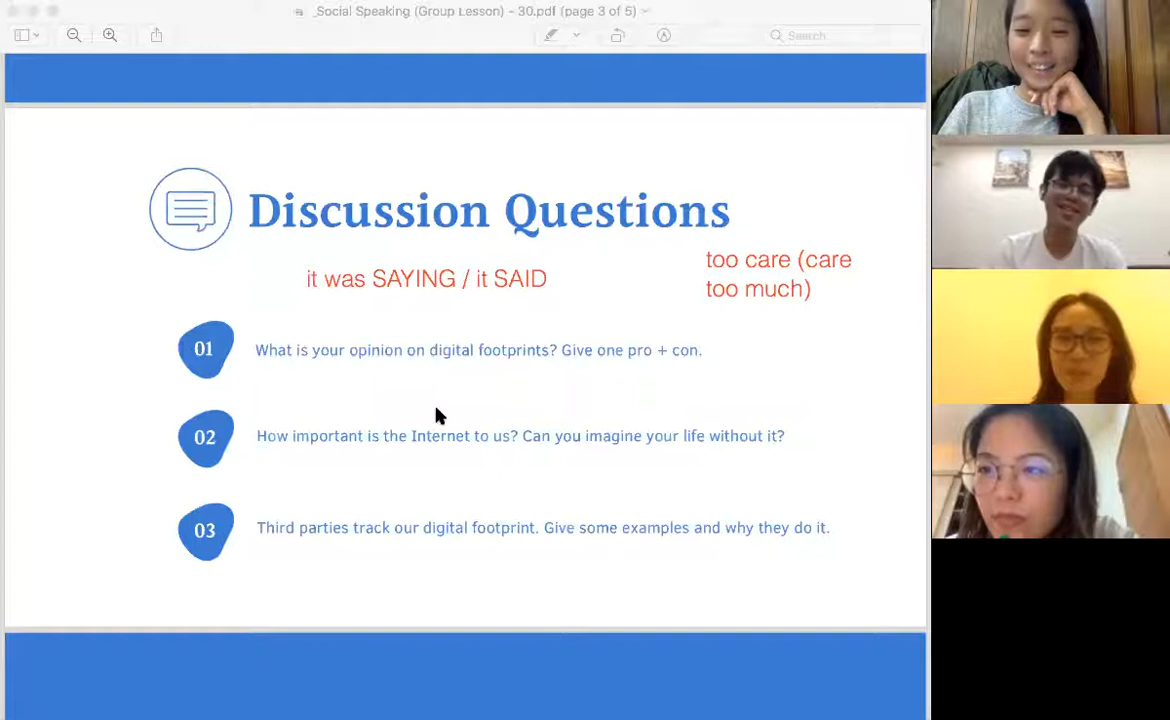 _Social Speaking (Group Lesson) – 30.pdf (page 3 of 5)
Search
Discussion Questions
it was SAYING / it SAID
too care (care
too much)
01
What is your opinion on digital footprints? Give one pro + con.
02
How important is the Internet to us? Can you imagine your life without it?
03
Third parties track our digital footprint. Give some examples and why they do it.